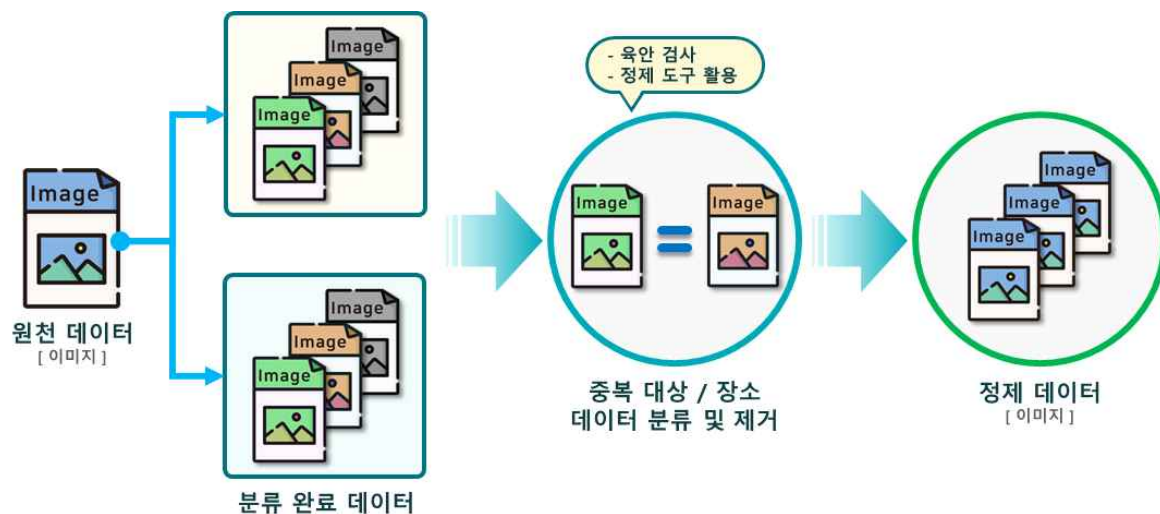 Image
원천 데이터
[ 이미지 ]
Image
Image
Image
Image
Image
Image
분류 완료 데이터
- 육안 검사
- 정제 도구 활용
Image
Image
중복 대상 / 장소
데이터 분류 및 제거
Image
Image
Image
정제 데이터
[ 이미지 ]